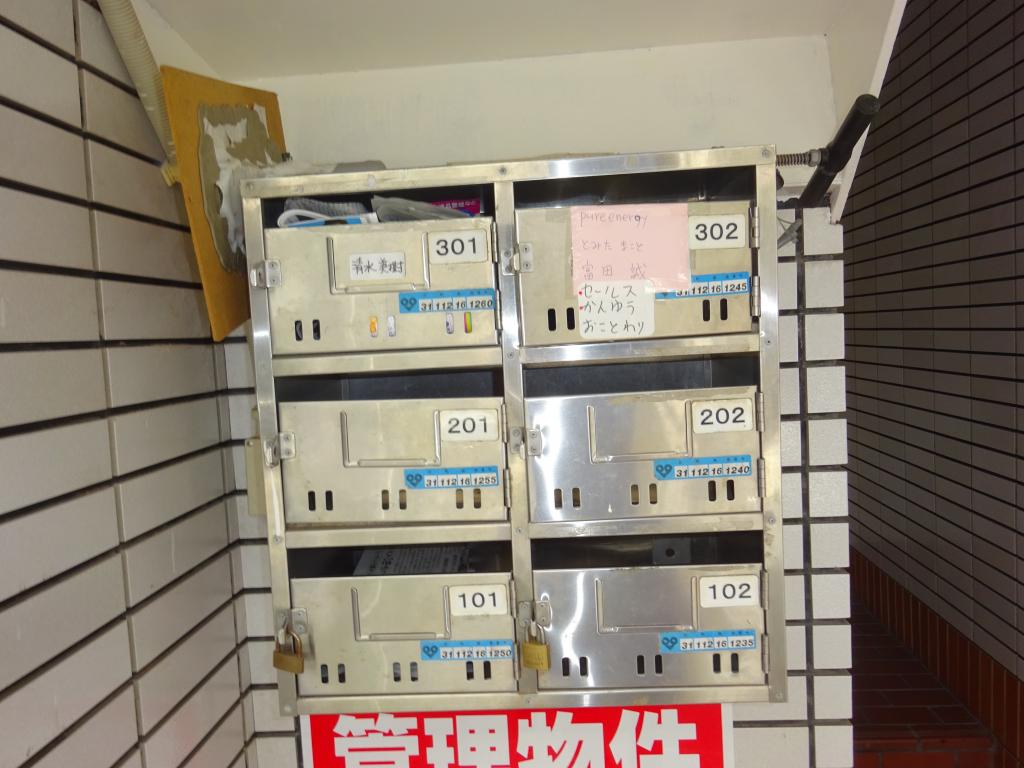 301
清水美樹
31 112 16 1260
pureenergy
とみた まこと
富田 誠
・セールス
・かんゆう
おことわり
302
31 112 16 1245
201
31 112 16 1255
202
31 112 16 1240
101
31 112 16 1250
102
31 112 16 1235
管理物件